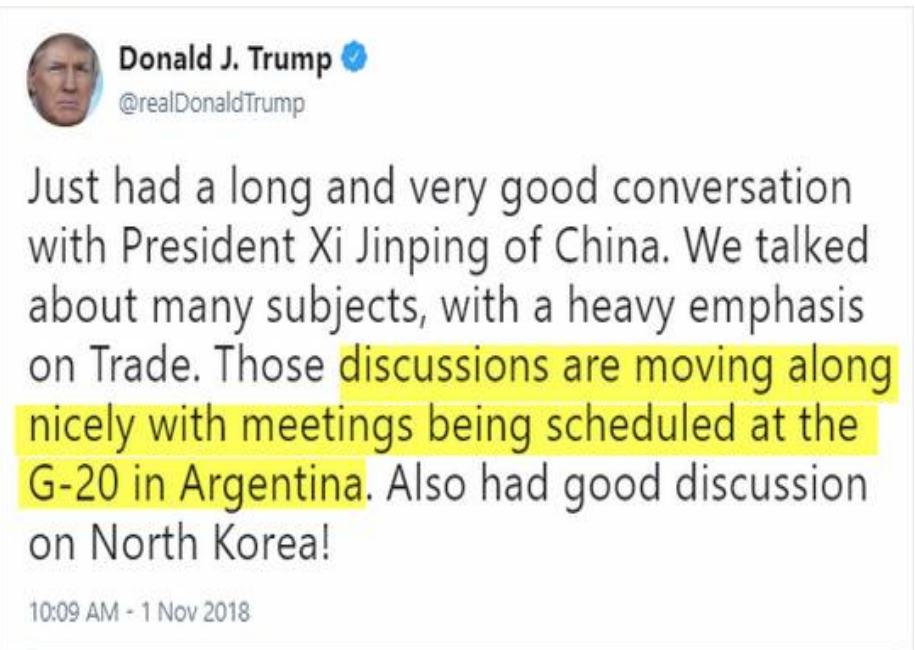 Donald J. Trump
@realDonaldTrump
Just had a long and very good conversation
with President Xi Jinping of China. We talked
about many subjects, with a heavy emphasis
on Trade. Those discussions are moving along
nicely with meetings being scheduled at the
G-20 in Argentina. Also had good discussion
on North Korea!
10:09 AM - 1 Nov 2018